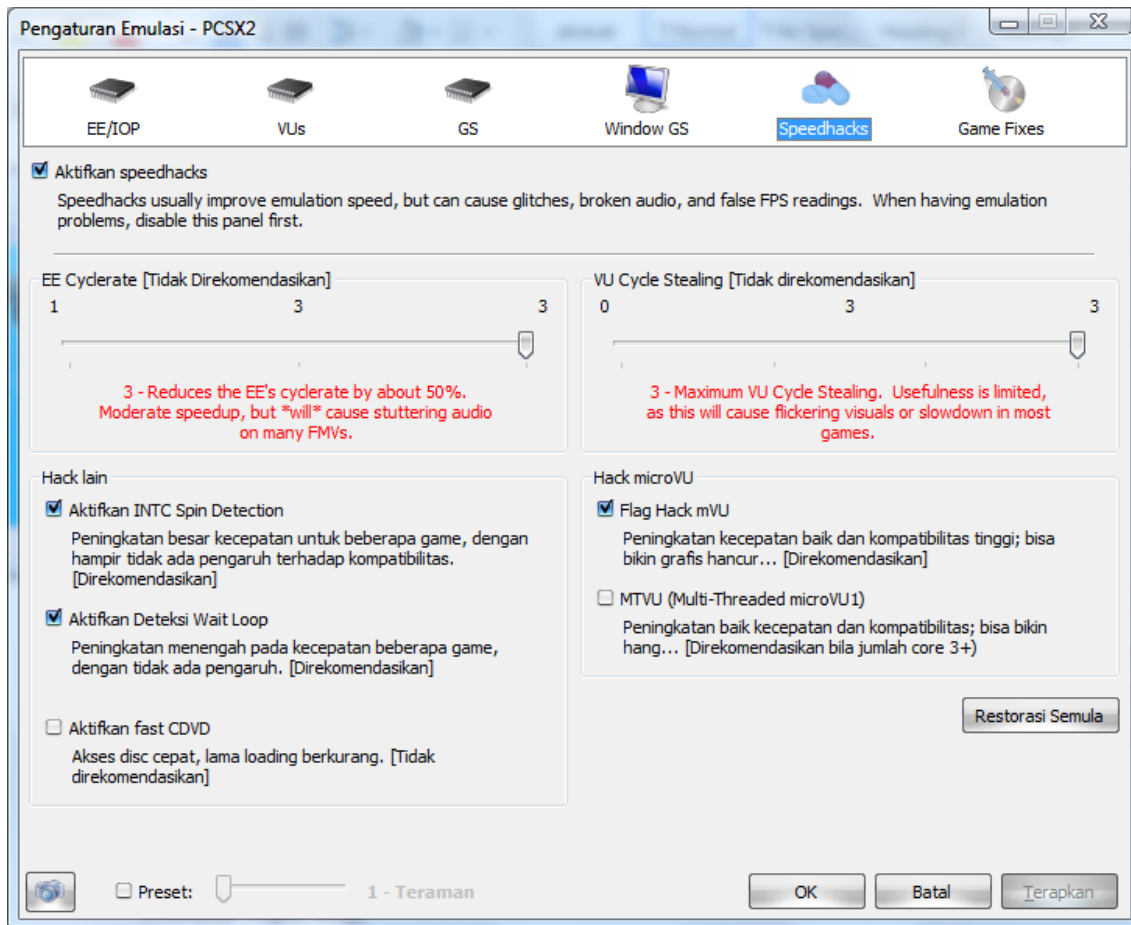 Pengaturan Emulasi - PCSX2
EE/IOP
VUs
GS
Window GS
Speedhacks
Game Fixes
Aktifkan speedhacks
Speedhacks usually improve emulation speed, but can cause glitches, broken audio, and false FPS readings. When having emulation
problems, disable this panel first.
EE Cyclerate [Tidak Direkomendasikan]
1
3
3
3 - Reduces the EE's cyclerate by about 50%.
Moderate speedup, but *will* cause stuttering audio
on many FMVs.
VU Cycle Stealing [Tidak direkomendasikan]
0
3
3
3 - Maximum VU Cycle Stealing. Usefulness is limited,
as this will cause flickering visuals or slowdown in most
games.
Hack lain
Aktifkan INTC Spin Detection
Peningkatan besar kecepatan untuk beberapa game, dengan
hampir tidak ada pengaruh terhadap kompatibilitas.
[Direkomendasikan]
Aktifkan Deteksi Wait Loop
Peningkatan menengah pada kecepatan beberapa game,
dengan tidak ada pengaruh. [Direkomendasikan]
Aktifkan fast CDVD
Akses disc cepat, lama loading berkurang. [Tidak
direkomendasikan]
Hack microVU
Flag Hack mVU
Peningkatan kecepatan baik dan kompatibilitas tinggi; bisa
bikin grafis hancur... [Direkomendasikan]
MTVU (Multi-Threaded microVU1)
Peningkatan baik kecepatan dan kompatibilitas; bisa bikin
hang... [Direkomendasikan bila jumlah core 3+)
Restorasi Semula
Preset:
1 - Teraman
OK
Batal
Terapkan